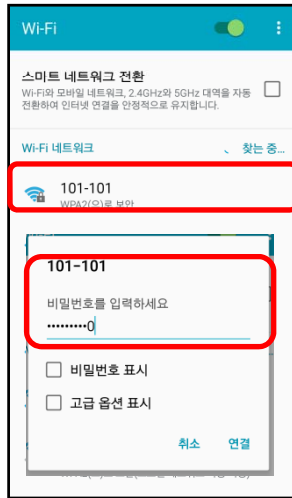 Wi-Fi
스마트 네트워크 전환
Wi-Fi와 모바일 네트워크, 2.4GHz와 5GHz 대역을 자동
전환하여 인터넷 연결을 안정적으로 유지합니다.
Wi-Fi 네트워크
찾는 중...
101-101
WPA2(으)로 보안
101-101
비밀번호를 입력하세요
•••••••••0
비밀번호 표시
고급 옵션 표시
취소 연결